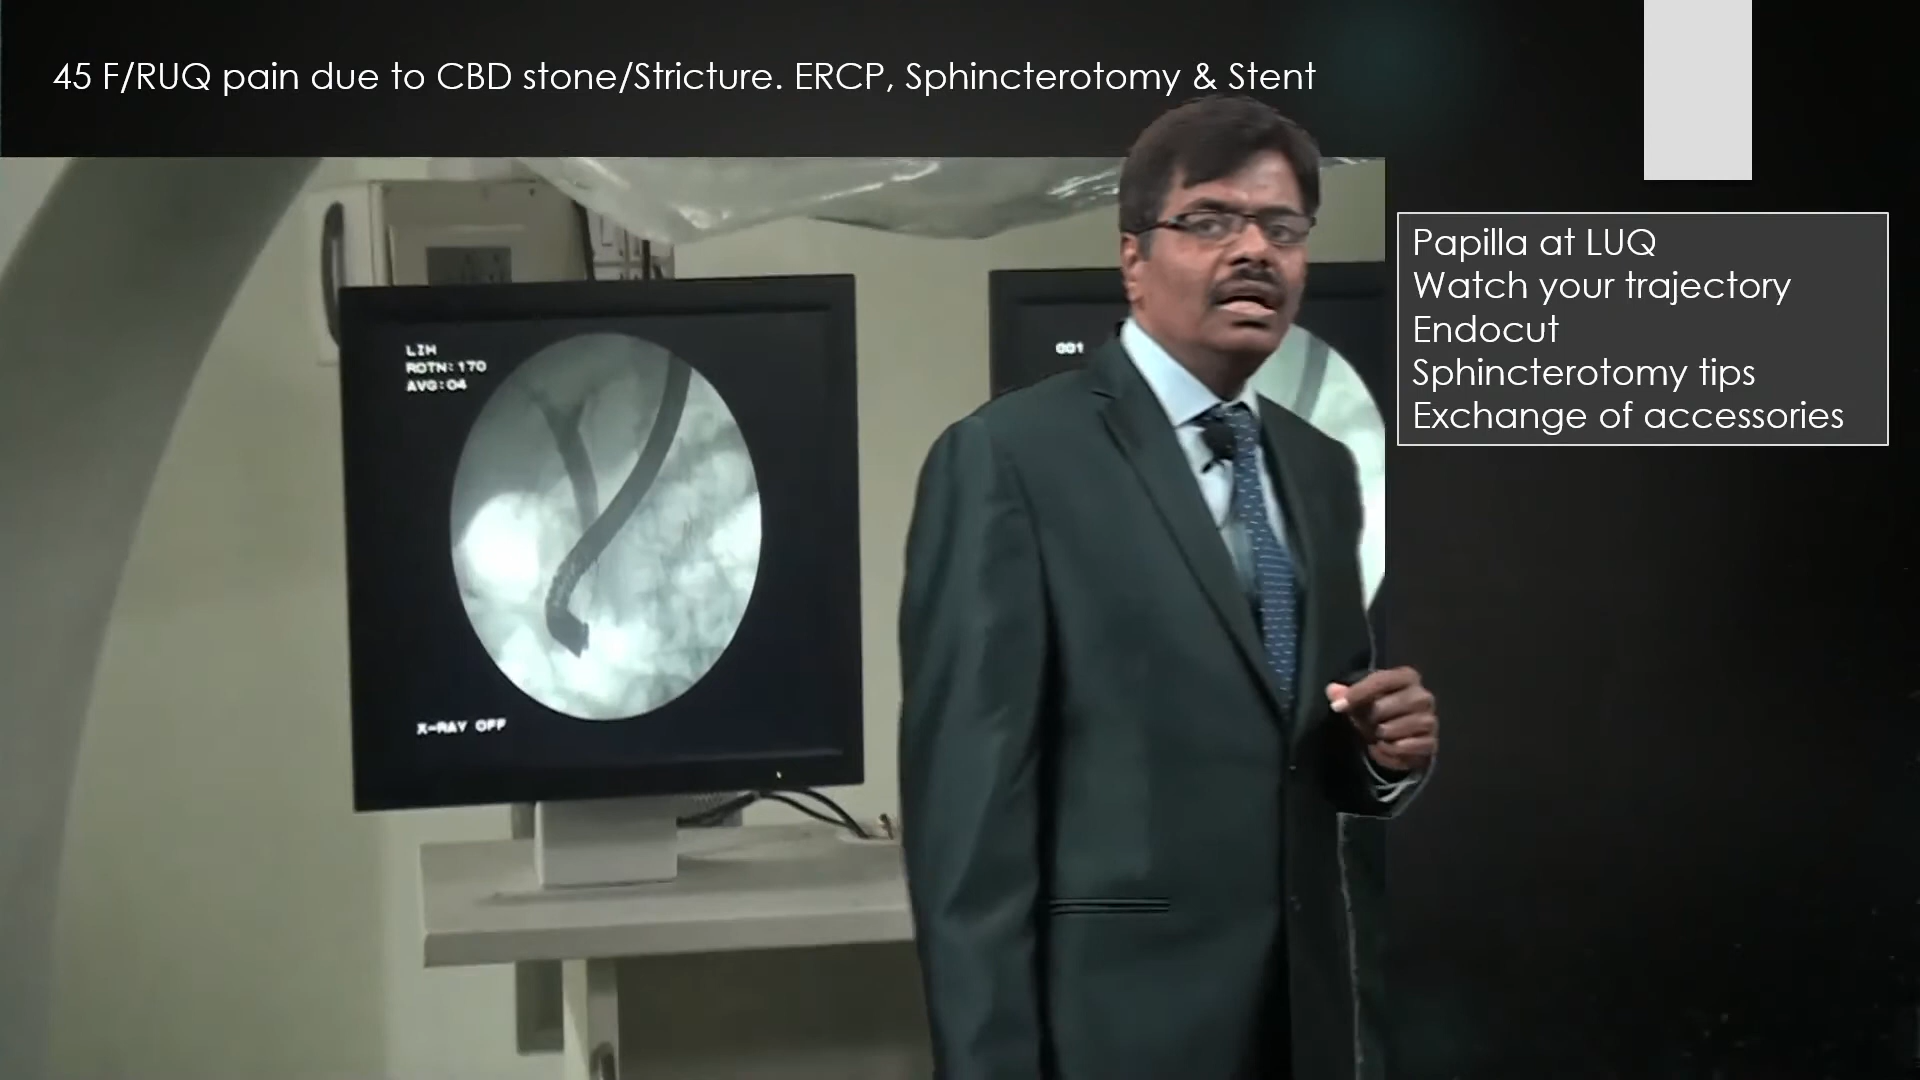 45 F/RUQ pain due to CBD stone/Stricture. ERCP, Sphincterotomy & Stent
Papilla at LUQ
Watch your trajectory
Endocut
Sphincterotomy tips
Exchange of accessories
LIH
ROTN:170
AVG:04
X-RAY OFF
001